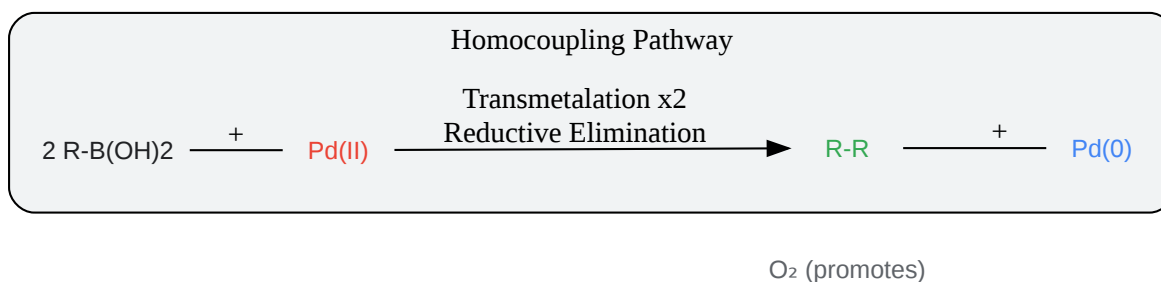 Homocoupling Pathway
Transmetalation x2
Reductive Elimination
2 R-B(OH)2 + Pd(II) R-R + Pd(0)
O₂ (promotes)